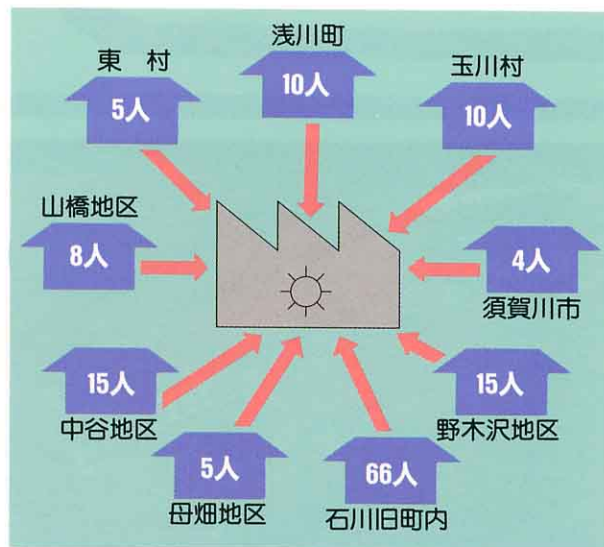 浅川町
10人
東 村
5人
玉川村
10人
山橋地区
8人
4人
須賀川市
15人
中谷地区
15人
野木沢地区
5人
母畑地区
66人
石川旧町内